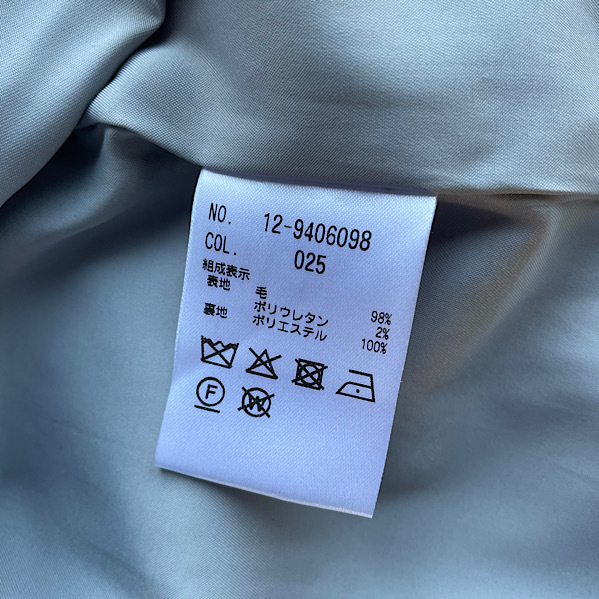 NO. 12-9406098
COL. 025
組成表示
表地 毛 98%
ポリウレタン 2%
裏地 ポリエステル 100%
F
W